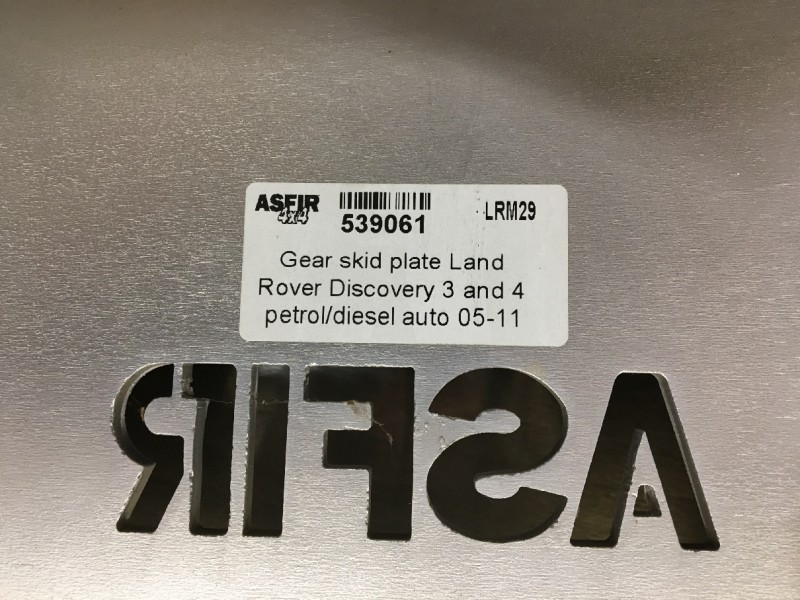 ASFIR
4x4
539061
LRM29
Gear skid plate Land
Rover Discovery 3 and 4
petrol/diesel auto 05-11
ASFIR